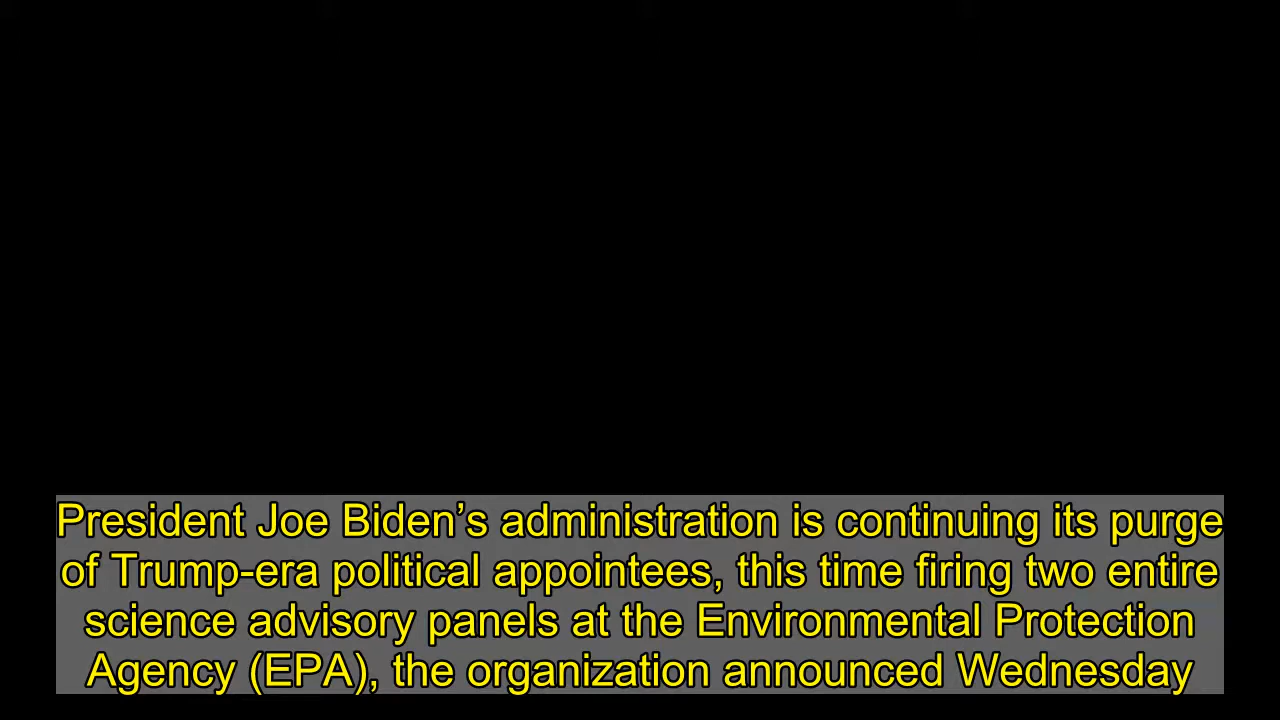 President Joe Biden’s administration is continuing its purge
of Trump-era political appointees, this time firing two entire
science advisory panels at the Environmental Protection
Agency (EPA), the organization announced Wednesday